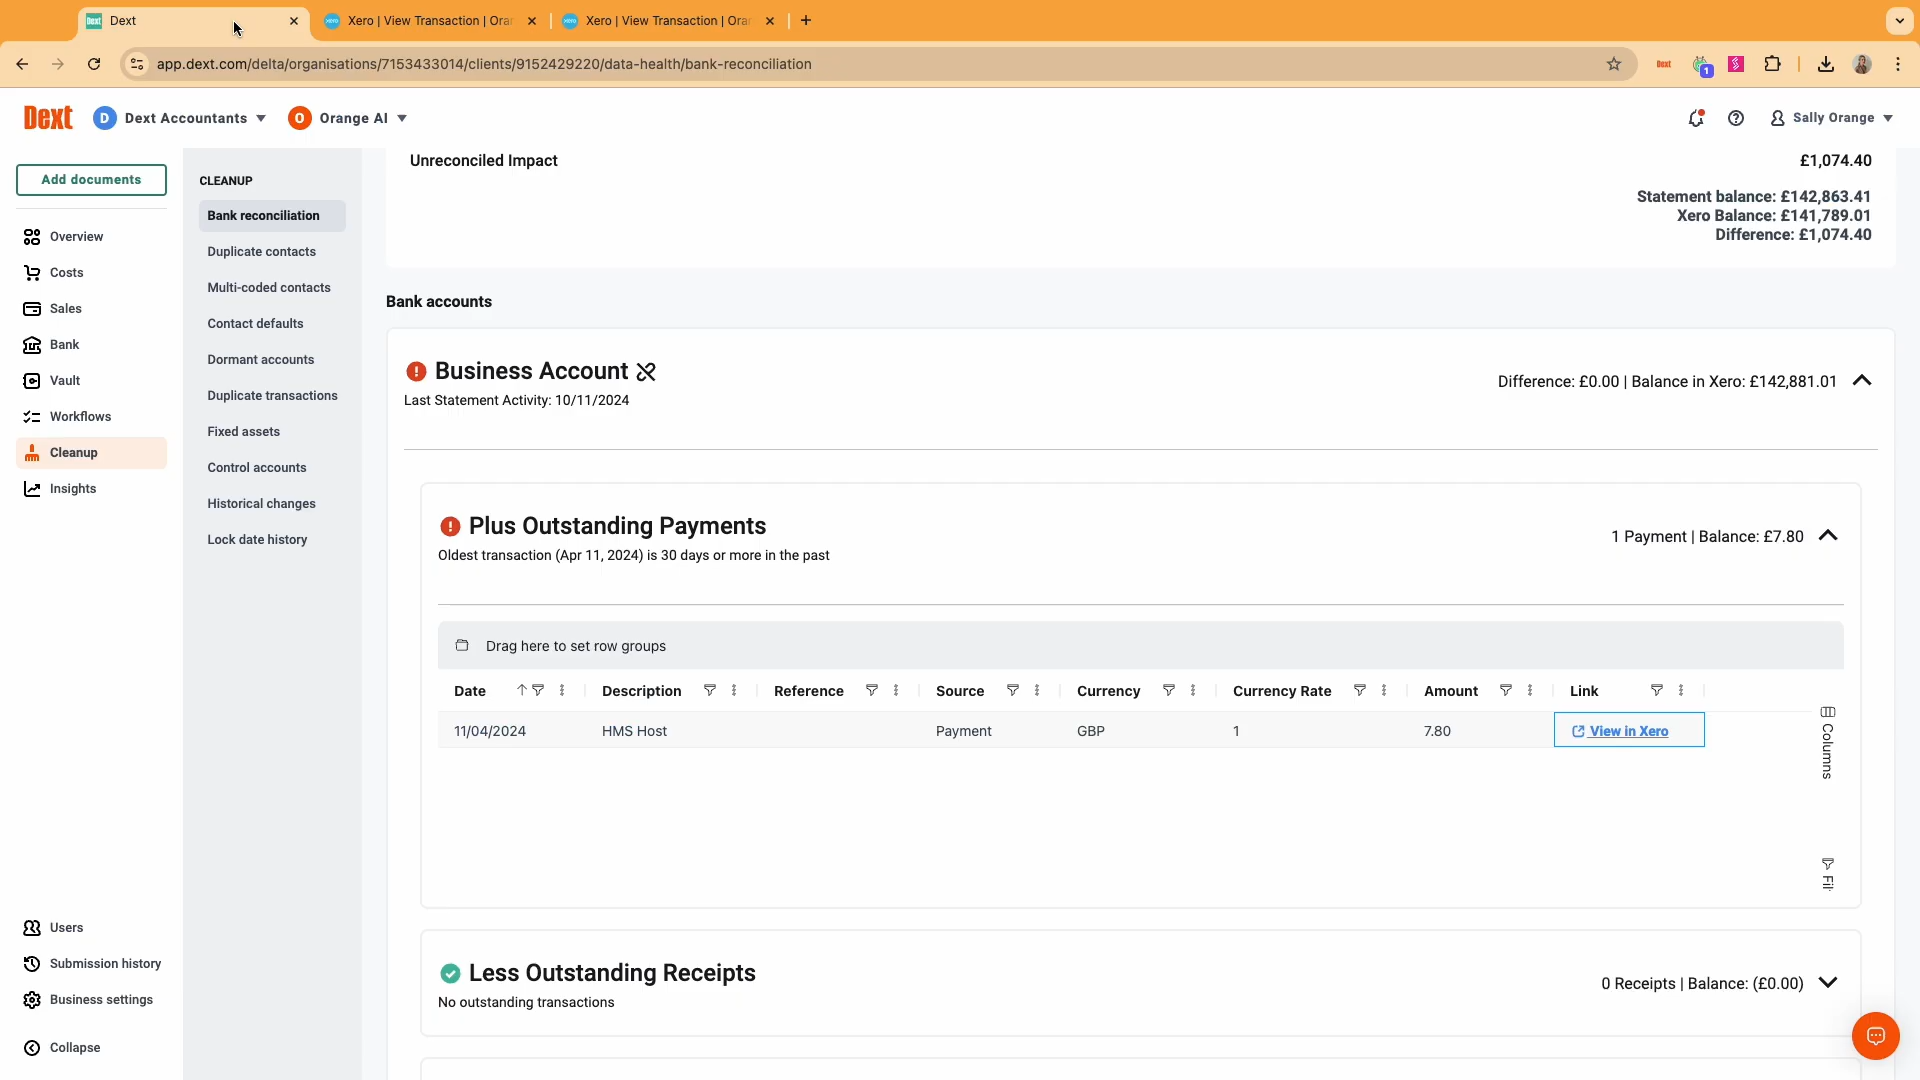 Dext
Xero | View Transaction | Oran
Xero | View Transaction | Oran
app.dext.com/delta/organisations/7153433014/clients/9152429220/data-health/bank-reconciliation
Dext
1
Dext
D
Dext Accountants
O
Orange AI
Sally Orange
Add documents
Overview
Costs
Sales
Bank
Vault
Workflows
Cleanup
Insights
Users
Submission history
Business settings
Collapse
CLEANUP
Bank reconciliation
Duplicate contacts
Multi-coded contacts
Contact defaults
Dormant accounts
Duplicate transactions
Fixed assets
Control accounts
Historical changes
Lock date history
Unreconciled Impact
£1,074.40
Statement balance: £142,863.41
Xero Balance: £141,789.01
Difference: £1,074.40
Bank accounts
Business Account
Last Statement Activity: 10/11/2024
Difference: £0.00 | Balance in Xero: £142,881.01
Plus Outstanding Payments
Oldest transaction (Apr 11, 2024) is 30 days or more in the past
1 Payment | Balance: £7.80
Drag here to set row groups
Date Description Reference Source Currency Currency Rate Amount Link
11/04/2024 HMS Host Payment GBP 1 7.80 View in Xero
Columns
Fil
Less Outstanding Receipts
No outstanding transactions
0 Receipts | Balance: (£0.00)